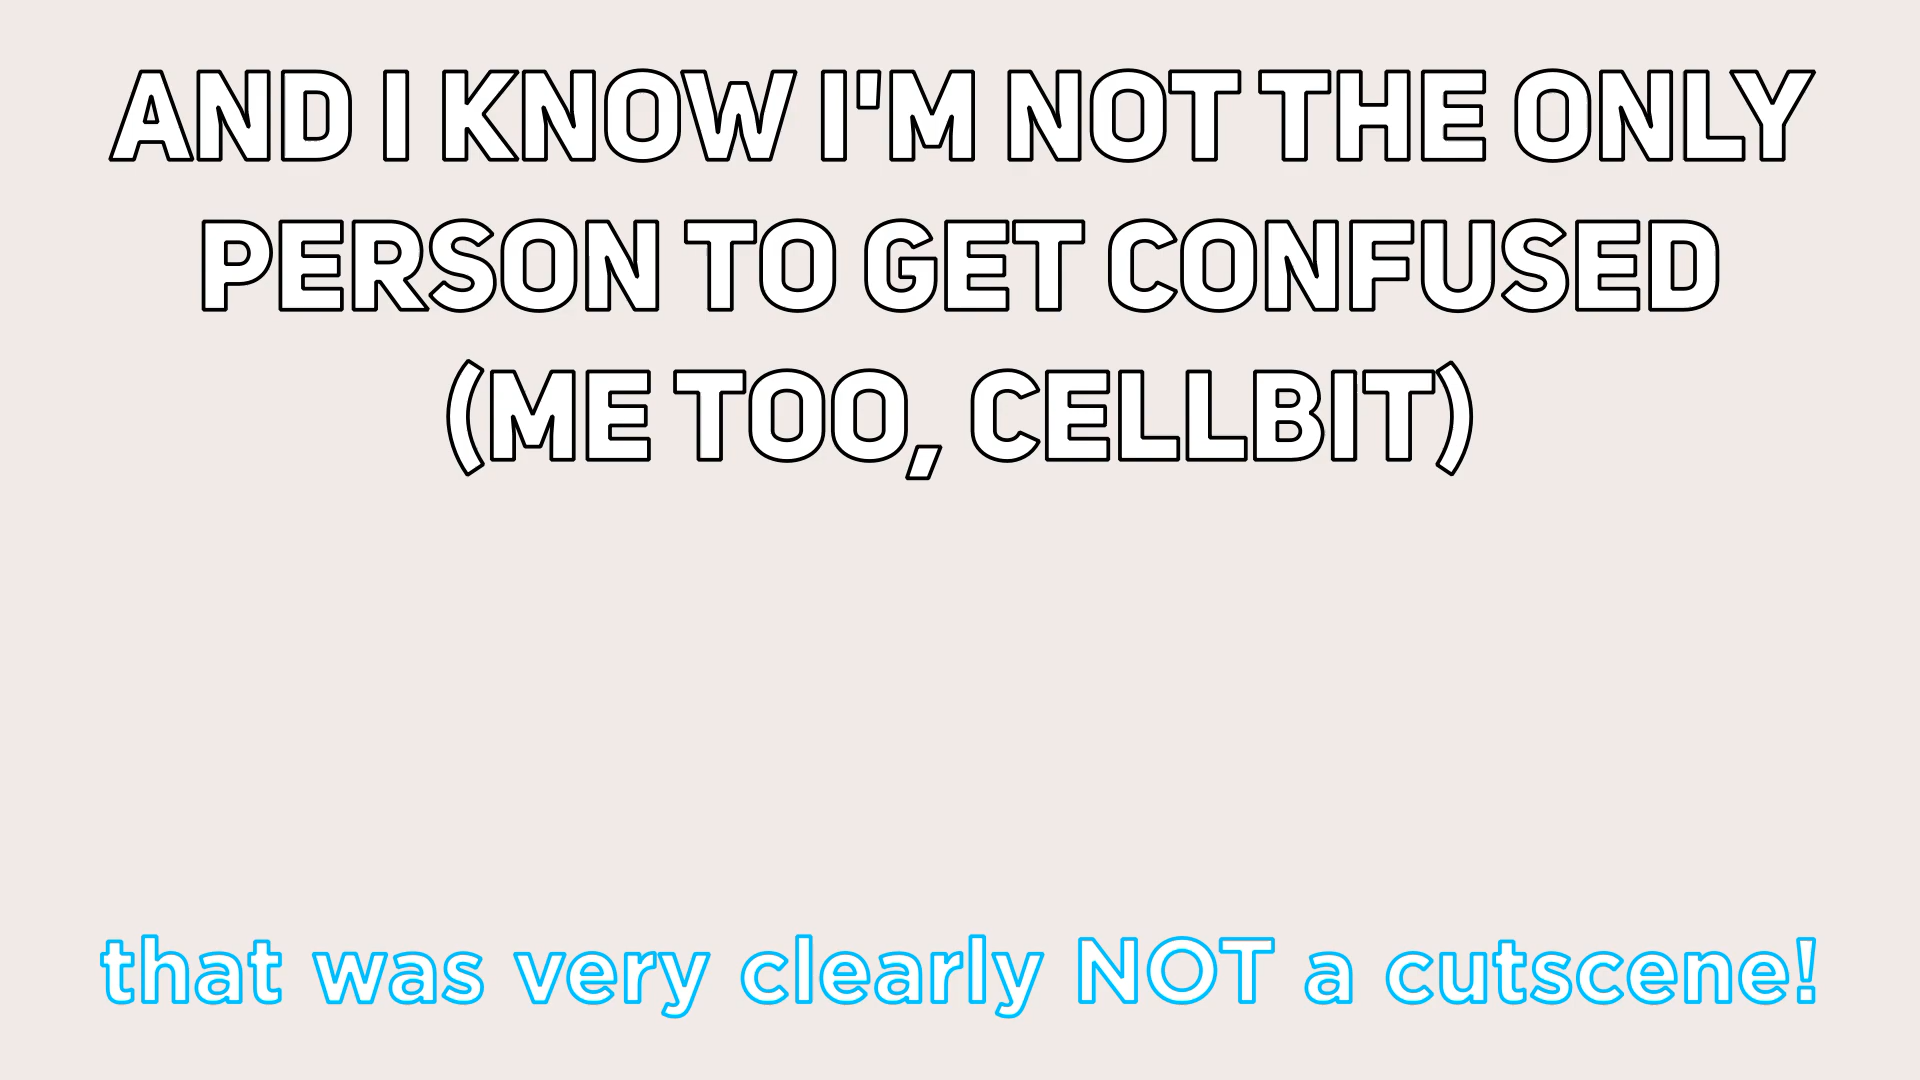 AND I KNOW I'M NOT THE ONLY
PERSON TO GET CONFUSED
(ME TOO, CELLBIT)
that was very clearly NOT a cutscene!